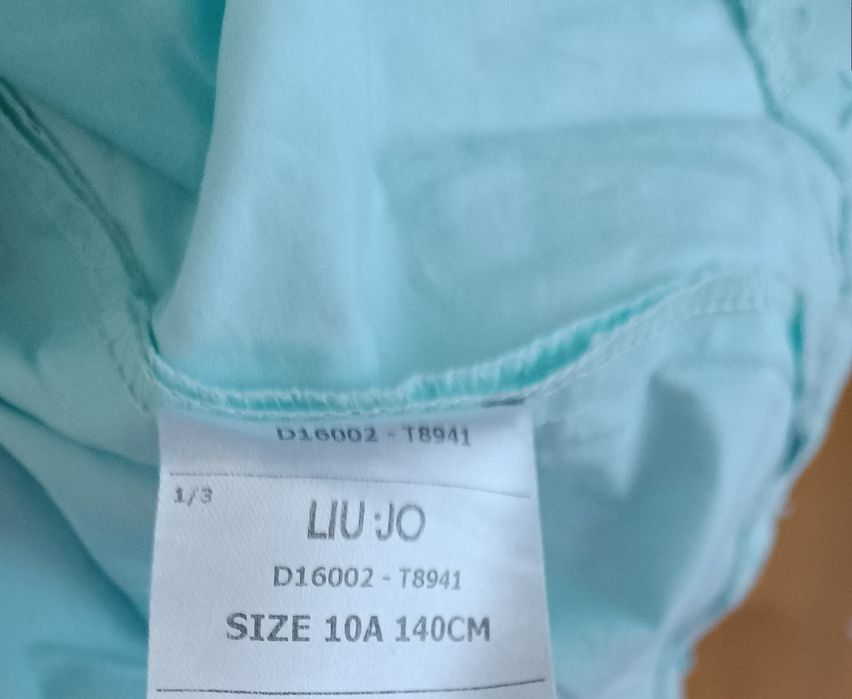 D16002 - T8941
1/3
LIU·JO
D16002 - T8941
SIZE 10A 140CM